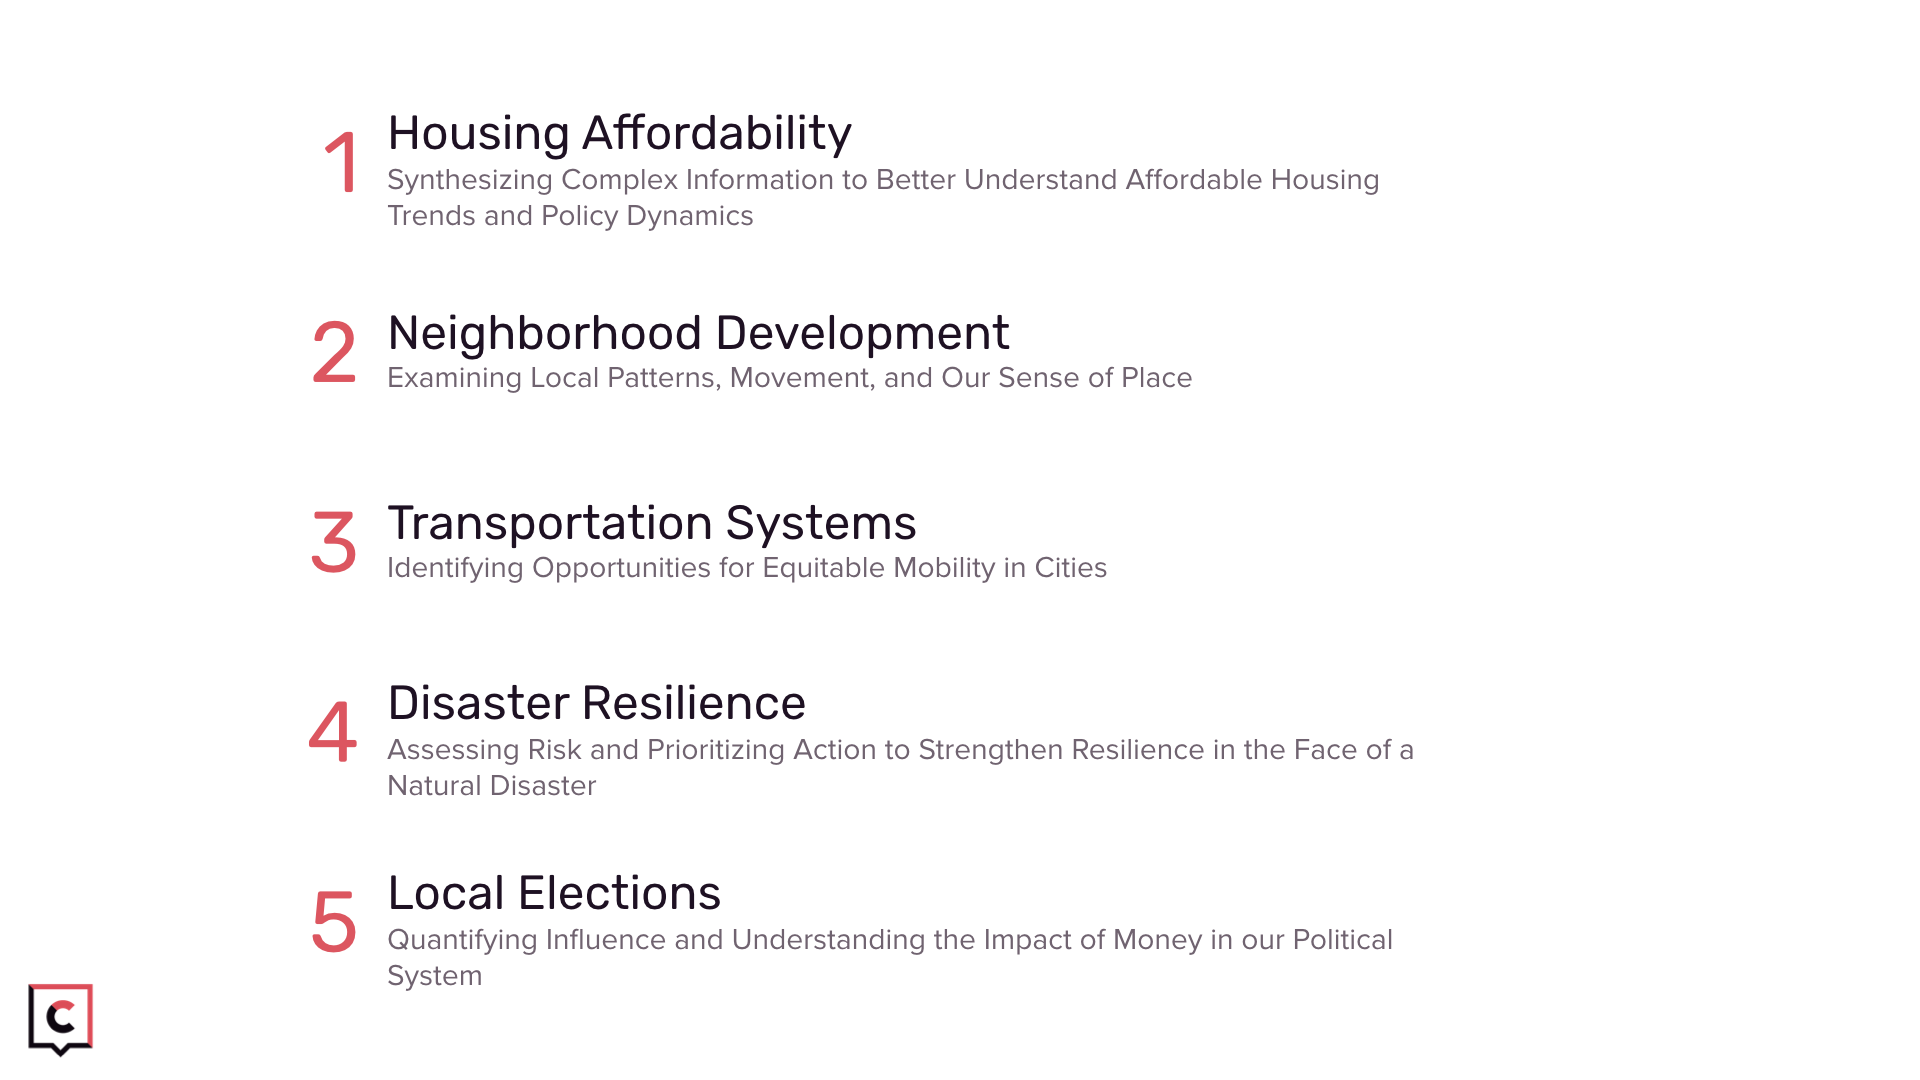 1
Housing Affordability
Synthesizing Complex Information to Better Understand Affordable Housing
Trends and Policy Dynamics
2
Neighborhood Development
Examining Local Patterns, Movement, and Our Sense of Place
3
Transportation Systems
Identifying Opportunities for Equitable Mobility in Cities
4
Disaster Resilience
Assessing Risk and Prioritizing Action to Strengthen Resilience in the Face of a
Natural Disaster
5
Local Elections
Quantifying Influence and Understanding the Impact of Money in our Political
System
C